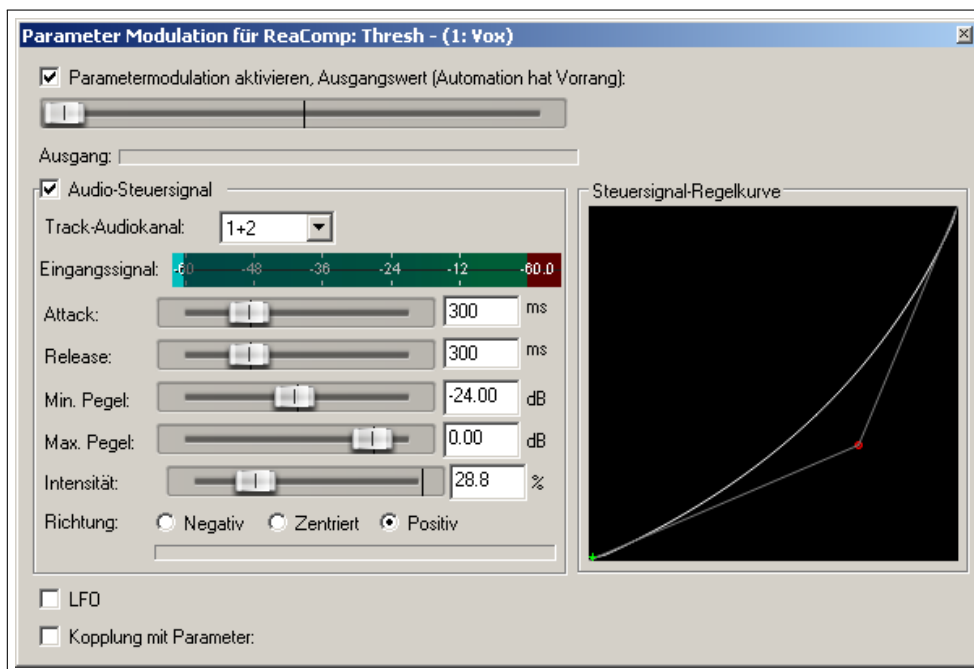 Parameter Modulation für ReaComp: Thresh - (1: Vox)
Parametermodulation aktivieren, Ausgangswert (Automation hat Vorrang):
Ausgang:
Audio-Steuersignal
Steuersignal-Regelkurve
Track-Audiokanal: 1+2
Eingangssignal: -60 -48 -36 -24 -12 -60.0
Attack: 300 ms
Release: 300 ms
Min. Pegel: -24.00 dB
Max. Pegel: 0.00 dB
Intensität: 28.8 %
Richtung: Negativ Zentriert Positiv
LFO
Kopplung mit Parameter: